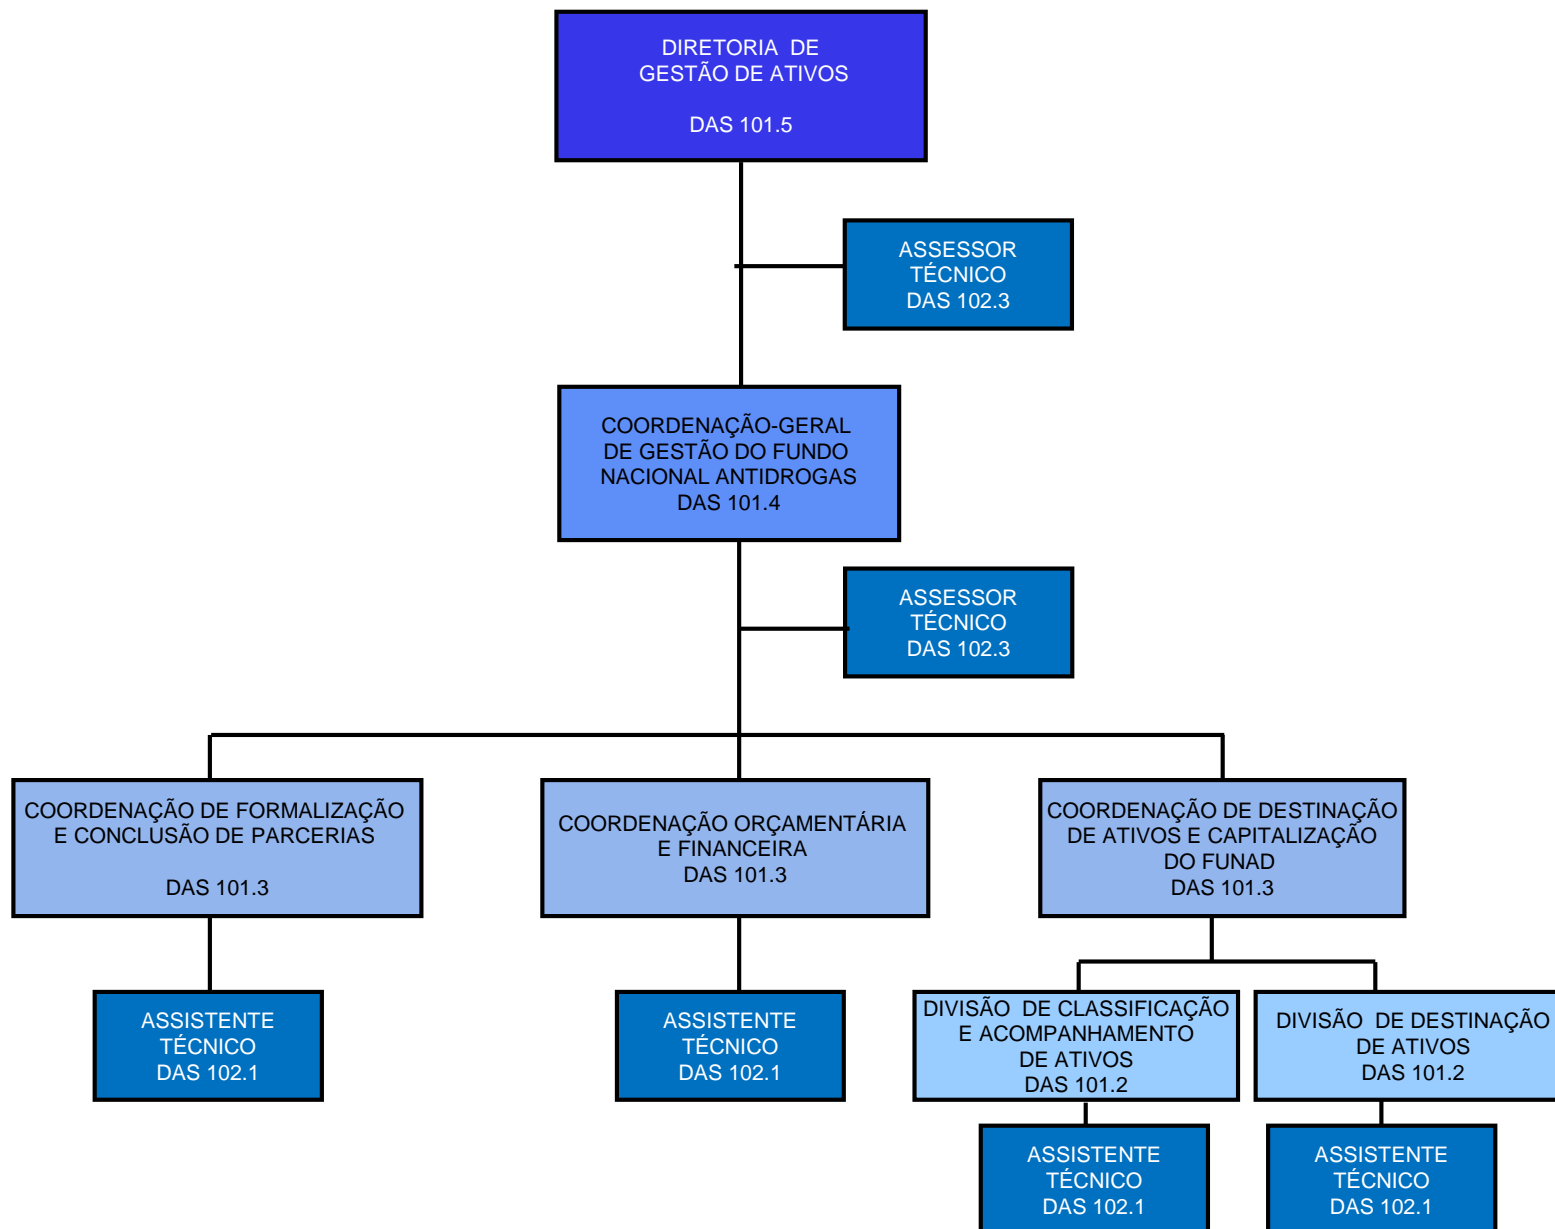 DIRETORIA DE
GESTÃO DE ATIVOS
DAS 101.5
ASSESSOR
TÉCNICO
DAS 102.3
COORDENAÇÃO-GERAL
DE GESTÃO DO FUNDO
NACIONAL ANTIDROGAS
DAS 101.4
ASSESSOR
TÉCNICO
DAS 102.3
COORDENAÇÃO DE FORMALIZAÇÃO
E CONCLUSÃO DE PARCERIAS
DAS 101.3
COORDENAÇÃO ORÇAMENTÁRIA
E FINANCEIRA
DAS 101.3
COORDENAÇÃO DE DESTINAÇÃO
DE ATIVOS E CAPITALIZAÇÃO
DO FUNAD
DAS 101.3
ASSISTENTE
TÉCNICO
DAS 102.1
ASSISTENTE
TÉCNICO
DAS 102.1
DIVISÃO DE CLASSIFICAÇÃO
E ACOMPANHAMENTO
DE ATIVOS
DAS 101.2
DIVISÃO DE DESTINAÇÃO
DE ATIVOS
DAS 101.2
ASSISTENTE
TÉCNICO
DAS 102.1
ASSISTENTE
TÉCNICO
DAS 102.1